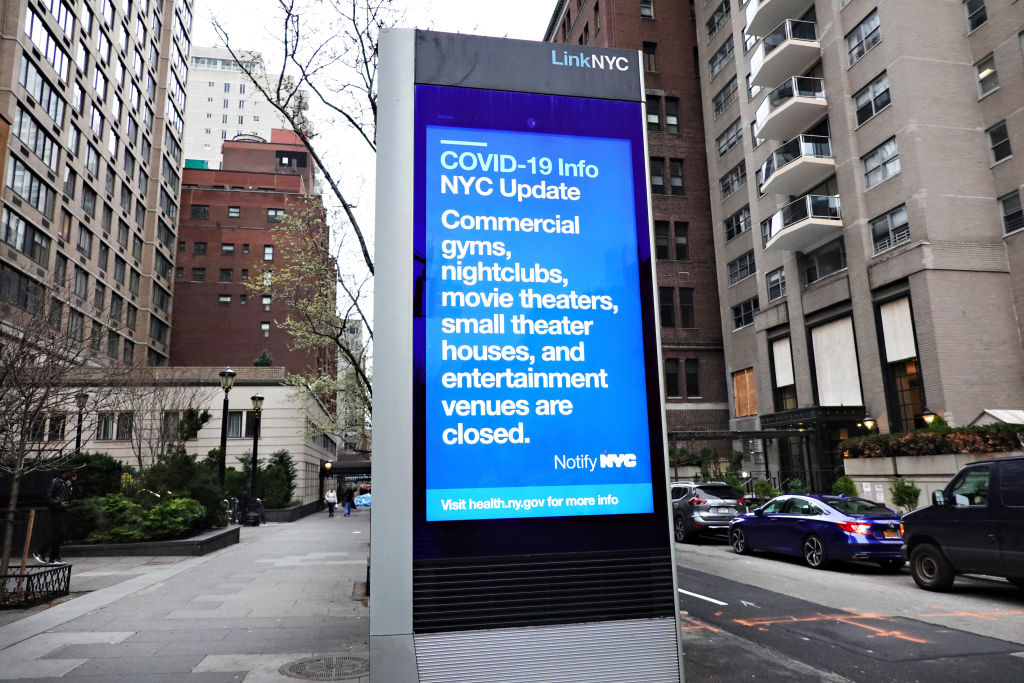 LinkNYC
COVID-19 Info
NYC Update
Commercial
gyms,
nightclubs,
movie theaters,
small theater
houses, and
entertainment
venues are
closed.
Notify NYC
Visit health.ny.gov for more info